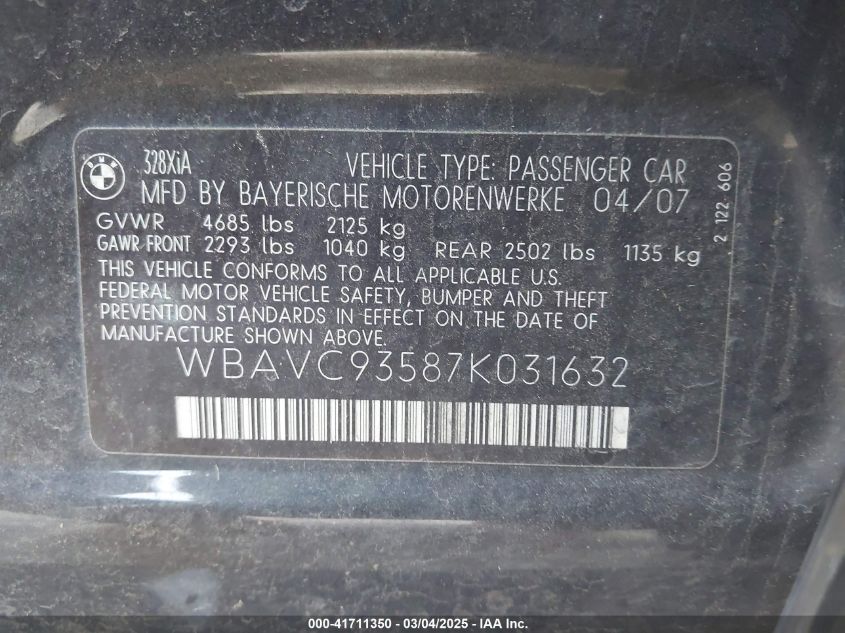 BMW
328XiA VEHICLE TYPE: PASSENGER CAR
MFD BY BAYERISCHE MOTORENWERKE 04/07
GVWR 4685 lbs 2125 kg
GAWR FRONT 2293 lbs 1040 kg REAR 2502 lbs 1135 kg
THIS VEHICLE CONFORMS TO ALL APPLICABLE U.S.
FEDERAL MOTOR VEHICLE SAFETY, BUMPER AND THEFT
PREVENTION STANDARDS IN EFFECT ON THE DATE OF
MANUFACTURE SHOWN ABOVE.
WBAVC93587K031632
2 122 606
000-41711350 - 03/04/2025 - IAA Inc.